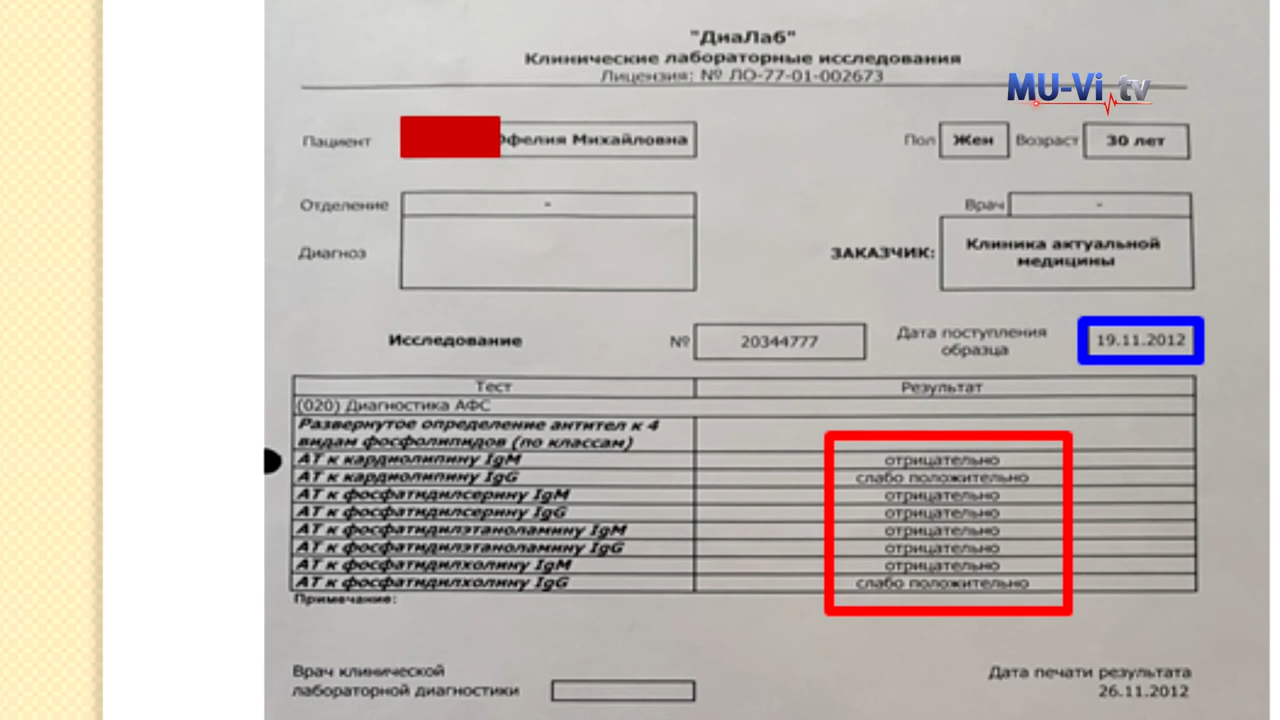 "ДиаЛаб"
Клинические лабораторные исследования
Лицензия: № ЛО-77-01-002673
MU-Vi.tv
Пациент Офелия Михайловна Пол Жен Возраст 30 лет
Отделение - Врач -
Диагноз ЗАКАЗЧИК: Клиника актуальной
медицины
Исследование № 20344777 Дата поступления
образца 19.11.2012
Тест Результат
(020) Диагностика АФС
Развернутое определение антител к 4
видам фосфолипидов (по классам)
АТ к кардиолипину IgM отрицательно
АТ к кардиолипину IgG слабо положительно
АТ к фосфатидилсерину IgM отрицательно
АТ к фосфатидилсерину IgG отрицательно
АТ к фосфатидилэтаноламину IgM отрицательно
АТ к фосфатидилэтаноламину IgG отрицательно
АТ к фосфатидилхолину IgM отрицательно
АТ к фосфатидилхолину IgG слабо положительно
Примечание:
Врач клинической
лабораторной диагностики
Дата печати результата
26.11.2012